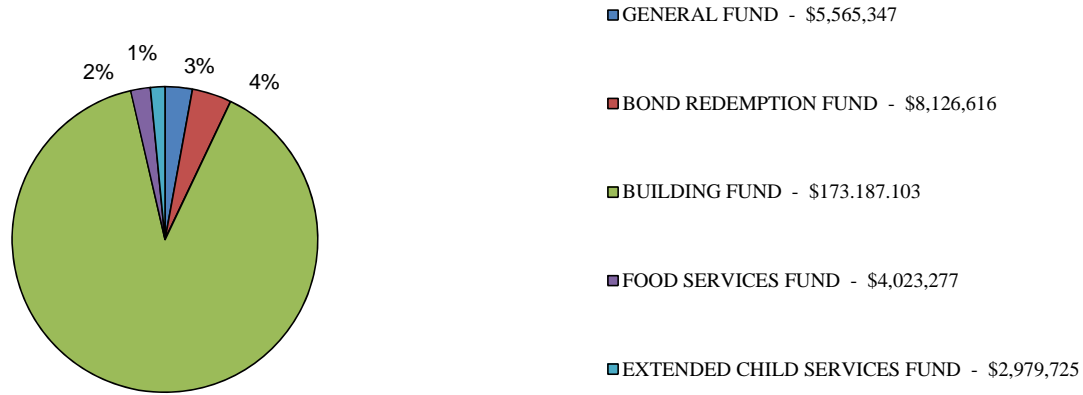 1%
2%
3%
4%
GENERAL FUND - $5,565,347
BOND REDEMPTION FUND - $8,126,616
BUILDING FUND - $173.187.103
FOOD SERVICES FUND - $4,023,277
EXTENDED CHILD SERVICES FUND - $2,979,725